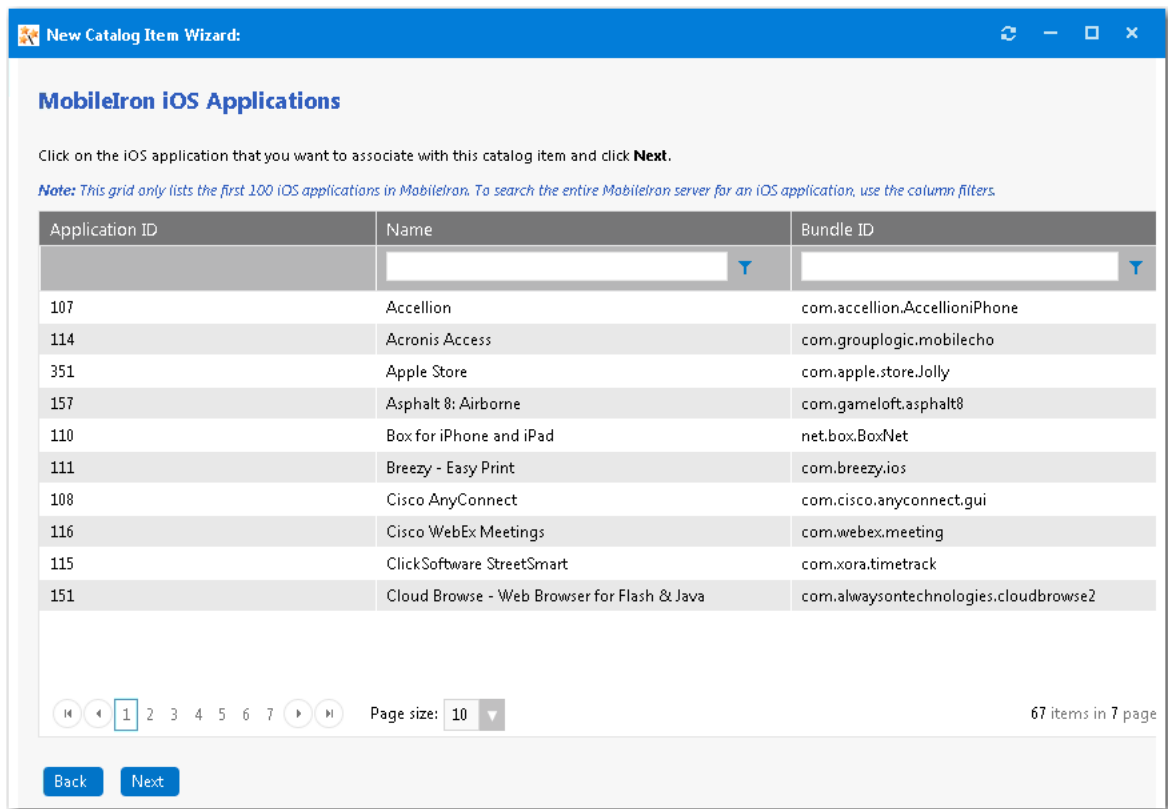 New Catalog Item Wizard:
MobileIron iOS Applications
Click on the iOS application that you want to associate with this catalog item and click Next.
Note: This grid only lists the first 100 iOS applications in MobileIron. To search the entire MobileIron server for an iOS application, use the column filters.
Application ID Name Bundle ID
107 Accellion com.accellion.AccellioniPhone
114 Acronis Access com.grouplogic.mobilecho
351 Apple Store com.apple.store.Jolly
157 Asphalt 8: Airborne com.gameloft.asphalt8
110 Box for iPhone and iPad net.box.BoxNet
111 Breezy - Easy Print com.breezy.ios
108 Cisco AnyConnect com.cisco.anyconnect.gui
116 Cisco WebEx Meetings com.webex.meeting
115 ClickSoftware StreetSmart com.xora.timetrack
151 Cloud Browse - Web Browser for Flash & Java com.alwaysontechnologies.cloudbrowse2
1 2 3 4 5 6 7 Page size: 10 67 items in 7 page
Back Next